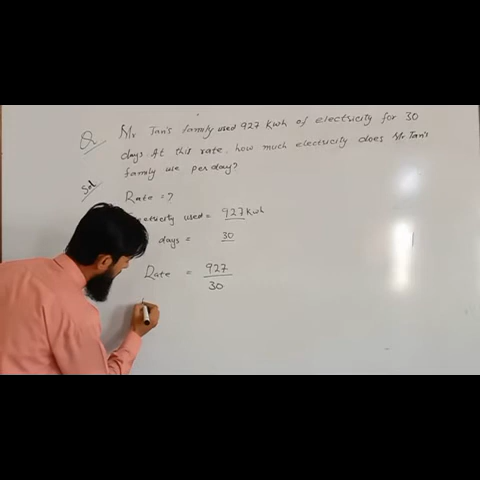 Q Mr Tan's family used 927 Kwh of electricity for 30
days. At this rate, how much electricity does Mr Tan's
family use per day?
Sol
Rate = ?
used = 927 Kwh
days = 30
Rate = 927/30